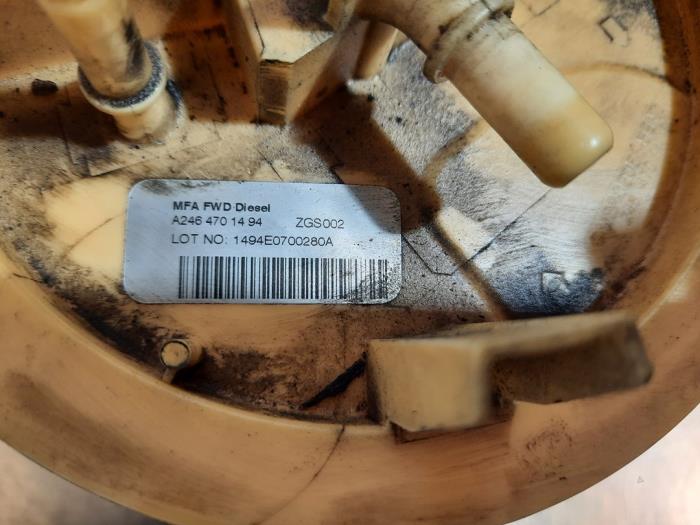 MFA FWD Diesel
A246 470 14 94 ZGS002
LOT NO: 1494E0700280A